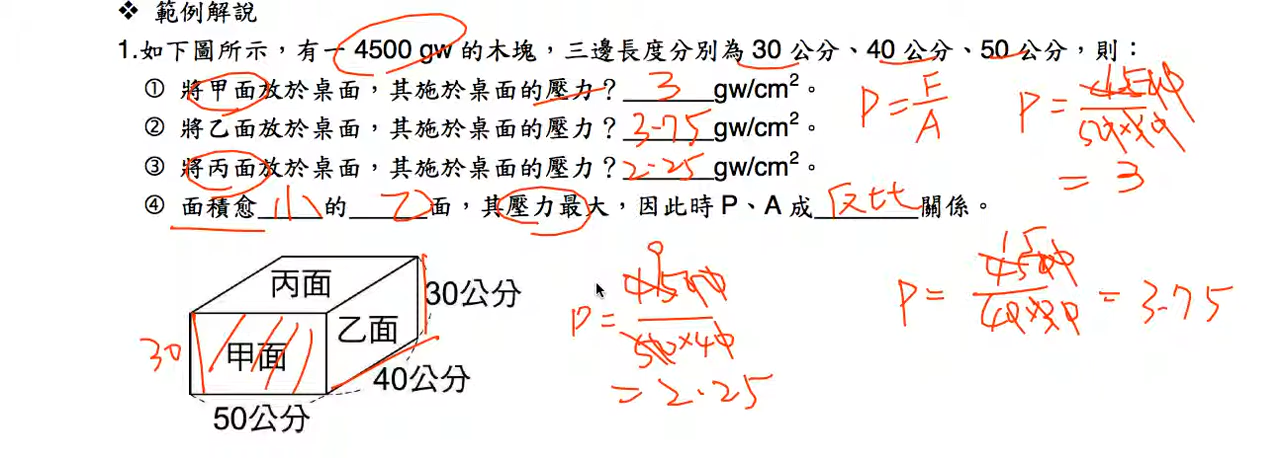 ❖ 範例解說
1.如下圖所示，有一 4500 gw 的木塊，三邊長度分別為 30 公分、40 公分、50 公分，則：
① 將甲面放於桌面，其施於桌面的壓力？ 3 gw/cm²。
② 將乙面放於桌面，其施於桌面的壓力？ 3.75 gw/cm²。
③ 將丙面放於桌面，其施於桌面的壓力？ 2.25 gw/cm²。
④ 面積愈 小 的 乙 面，其壓力最大，因此時 P、A 成 反比 關係。
P = F/A
P = 4500/50×30
= 3
丙面
乙面
甲面
30公分
40公分
50公分
30
9
P = 4500/50×40
= 2.25
15
P = 4500/40×30 = 3.75